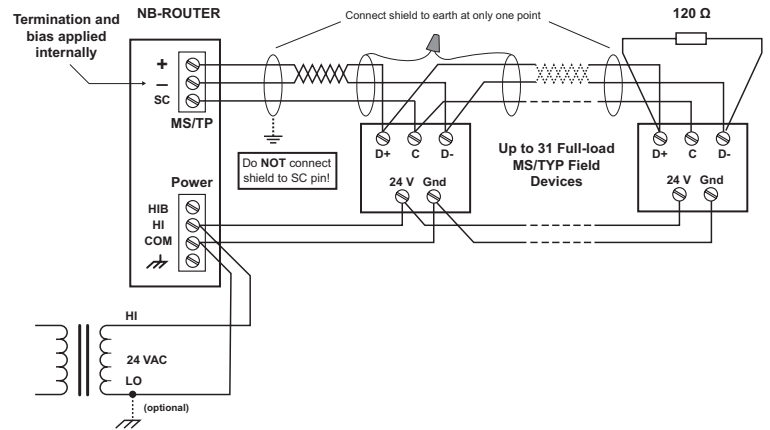 NB-ROUTER
Termination and
bias applied
internally
Connect shield to earth at only one point
120 Ω
+
–
SC
MS/TP
Do NOT connect
shield to SC pin!
D+ C D-
24 V Gnd
Up to 31 Full-load
MS/TYP Field
Devices
D+ C D-
24 V Gnd
Power
HIB
HI
COM
HI
24 VAC
LO
(optional)